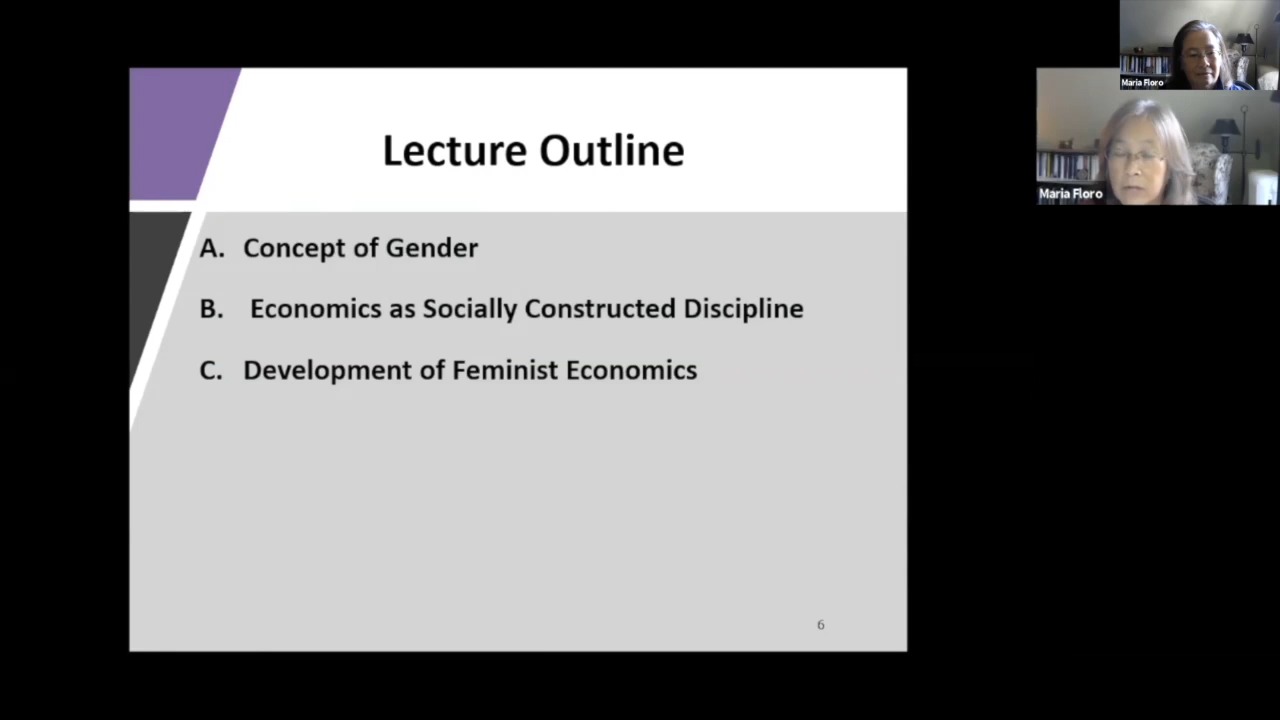 Maria Floro
Maria Floro
Lecture Outline
A. Concept of Gender
B. Economics as Socially Constructed Discipline
C. Development of Feminist Economics
6